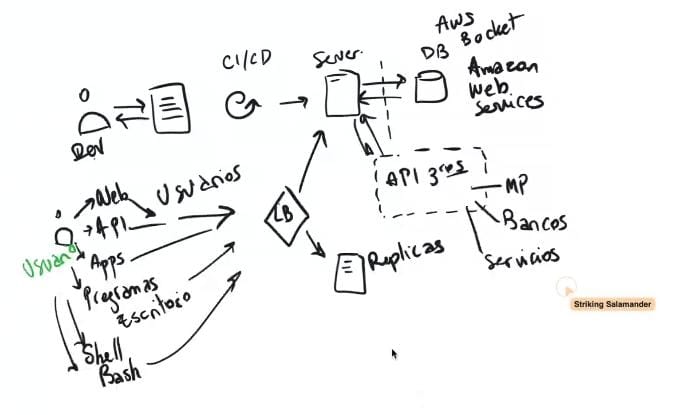 AWS
Bocket
CI/CD
Server
DB
Amazon
Web
Services
Dev
API 3ros
MP
Bancos
Servicios
Web
Usuarios
API
LB
Usuario
Apps
Replicas
Programas
Escritorio
Shell
Bash
Striking Salamander